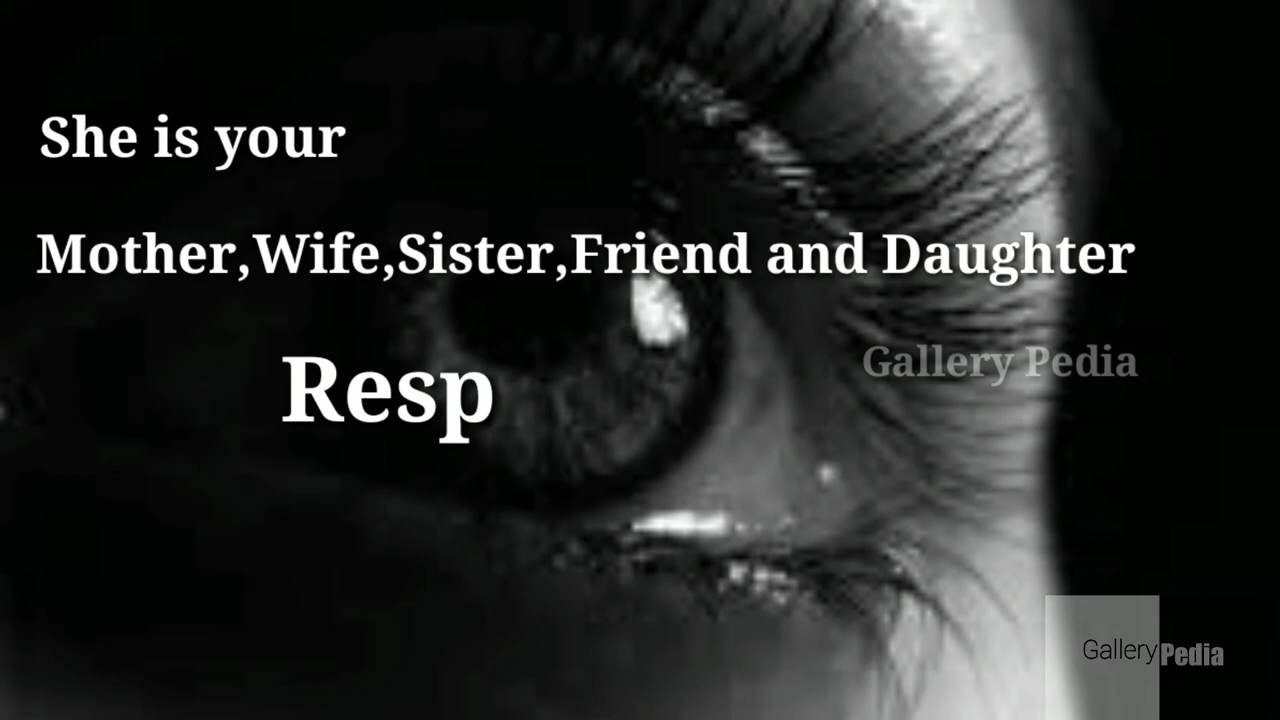 She is your
Mother,Wife,Sister,Friend and Daughter
Gallery Pedia
Resp
GalleryPedia